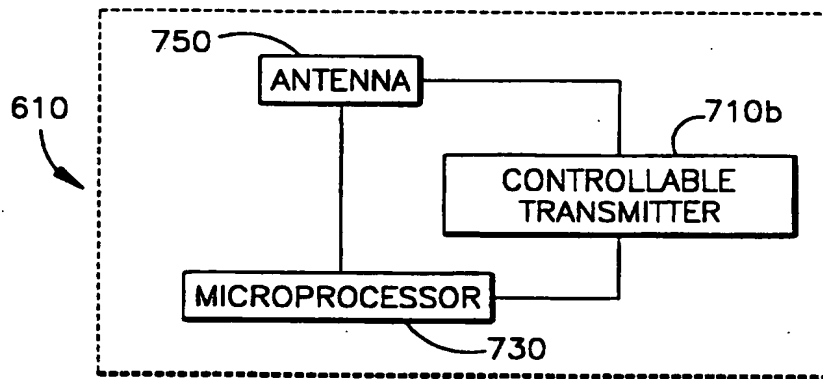 750
ANTENNA
610
710b
CONTROLLABLE
TRANSMITTER
MICROPROCESSOR
730